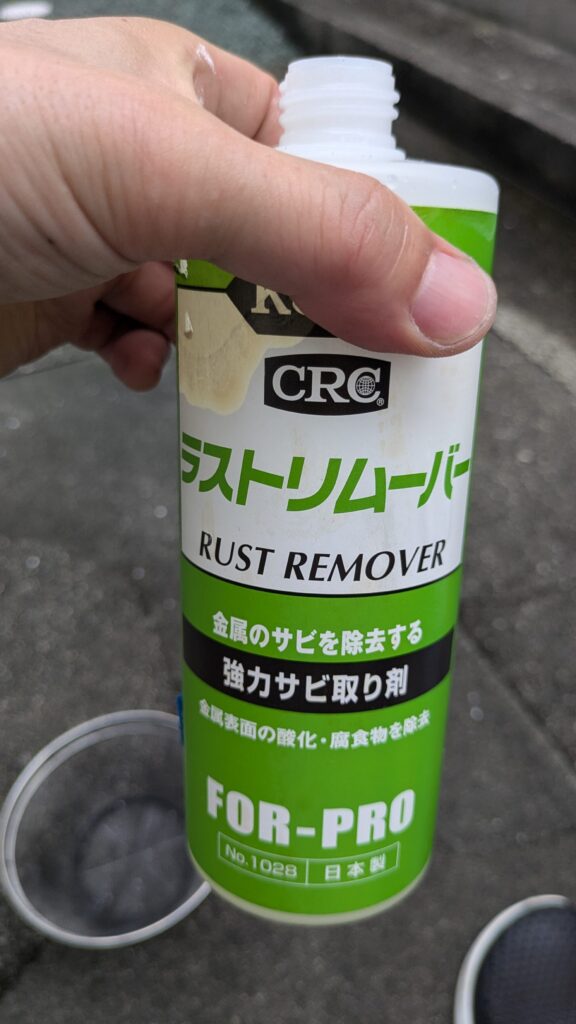 CRC
ラストリムーバー
RUST REMOVER
金属のサビを除去する
強力サビ取り剤
金属表面の酸化・腐食物を除去
FOR-PRO
No.1028 日本製